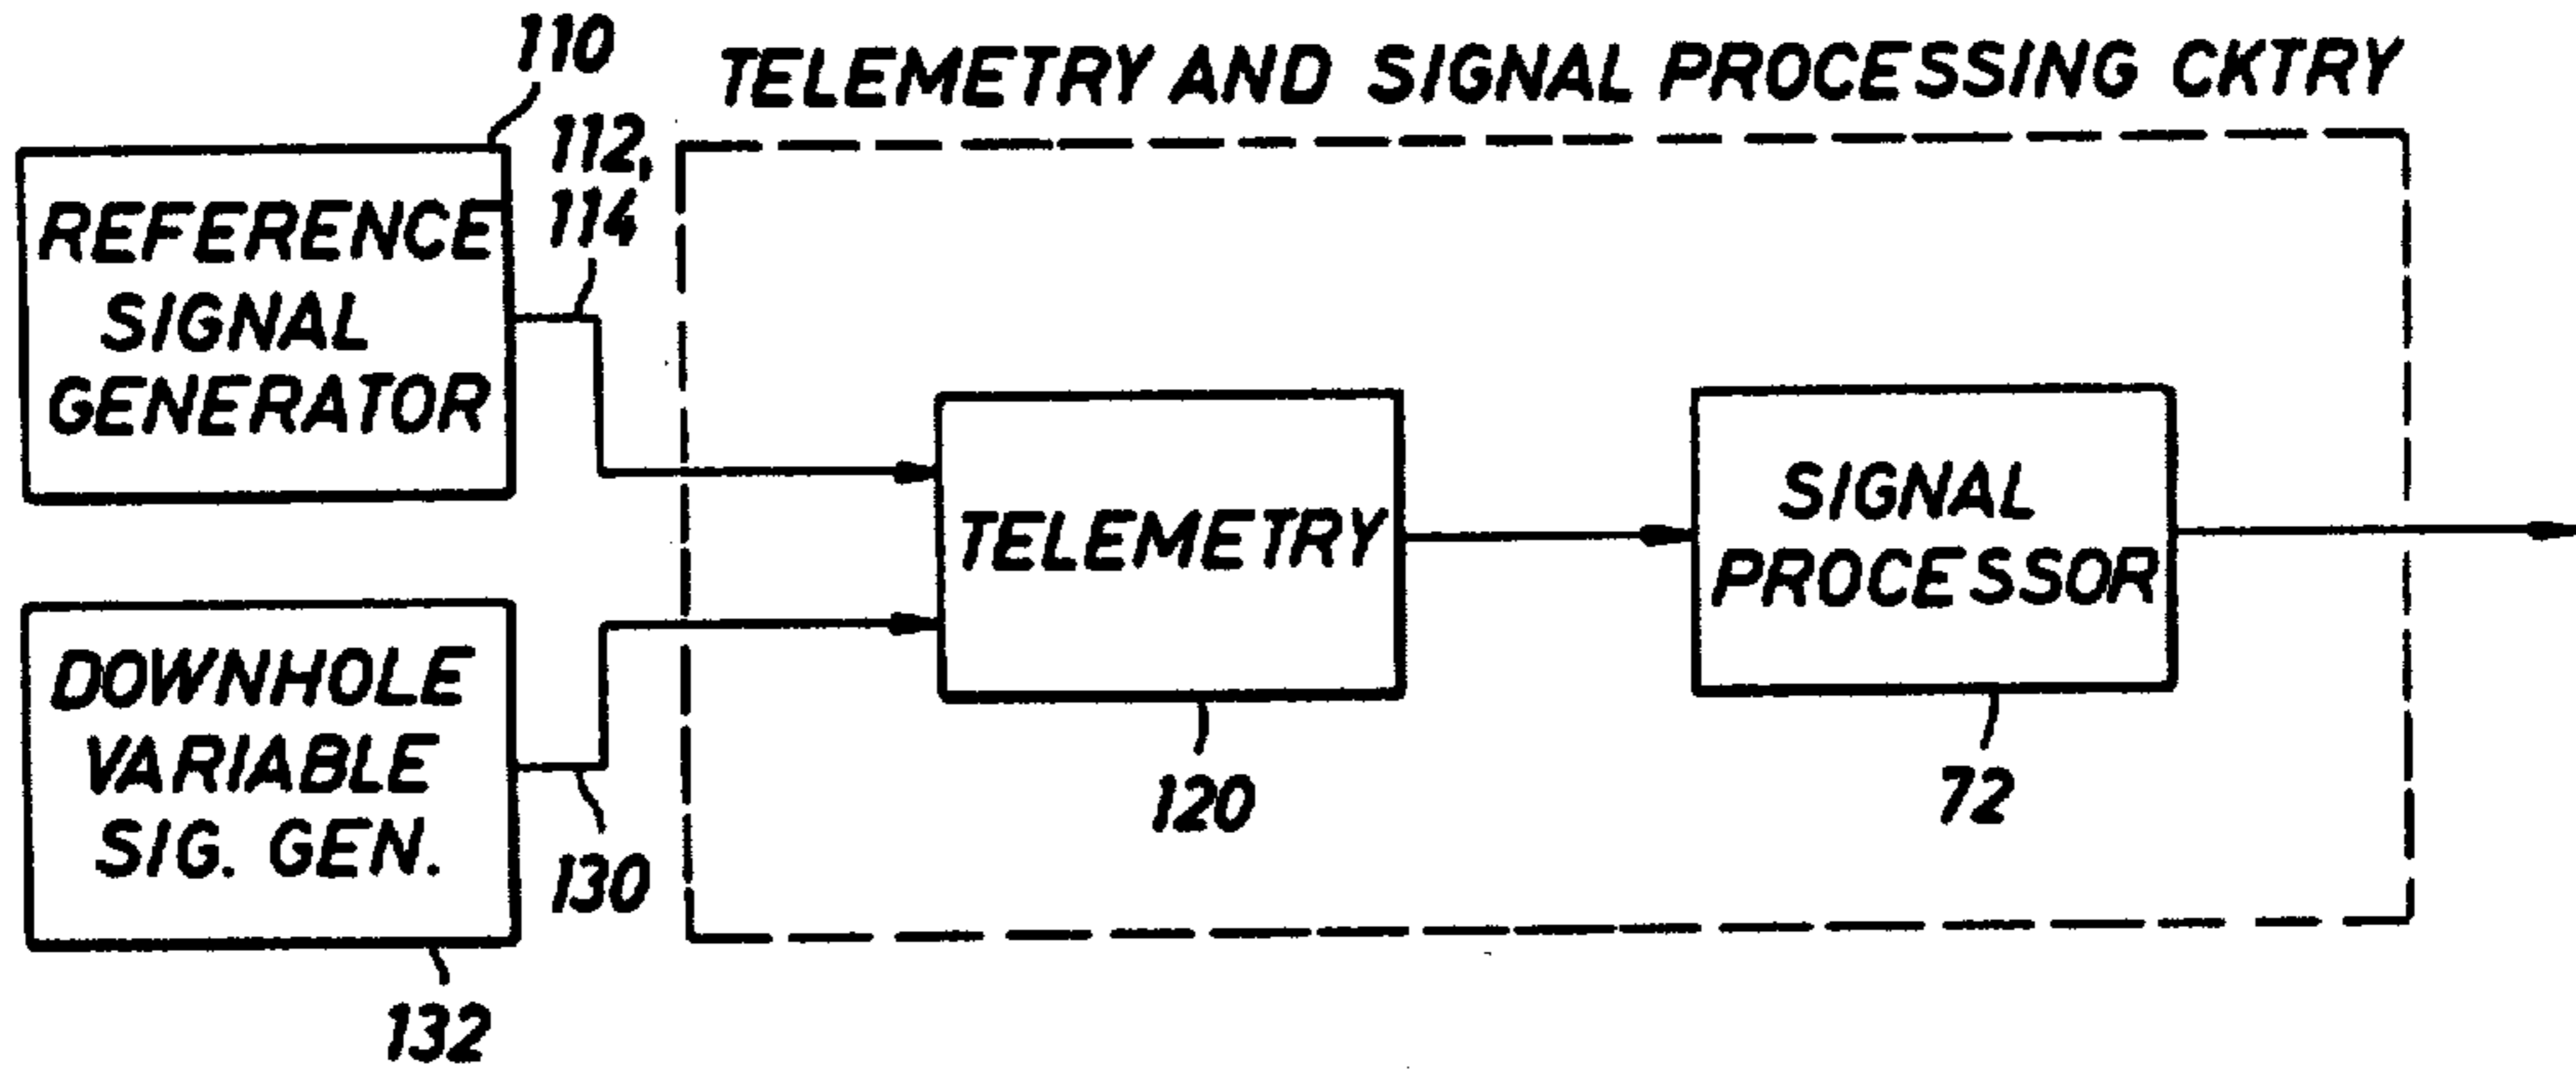 110
TELEMETRY AND SIGNAL PROCESSING CKTRY
112,
114
REFERENCE
SIGNAL
GENERATOR
TELEMETRY
SIGNAL
PROCESSOR
DOWNHOLE
VARIABLE
SIG. GEN.
120
72
130
132